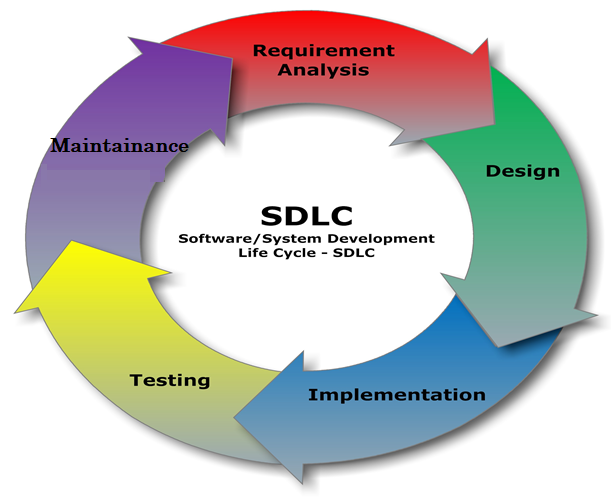 Requirement
Analysis
Maintainance
Design
SDLC
Software/System Development
Life Cycle - SDLC
Testing
Implementation